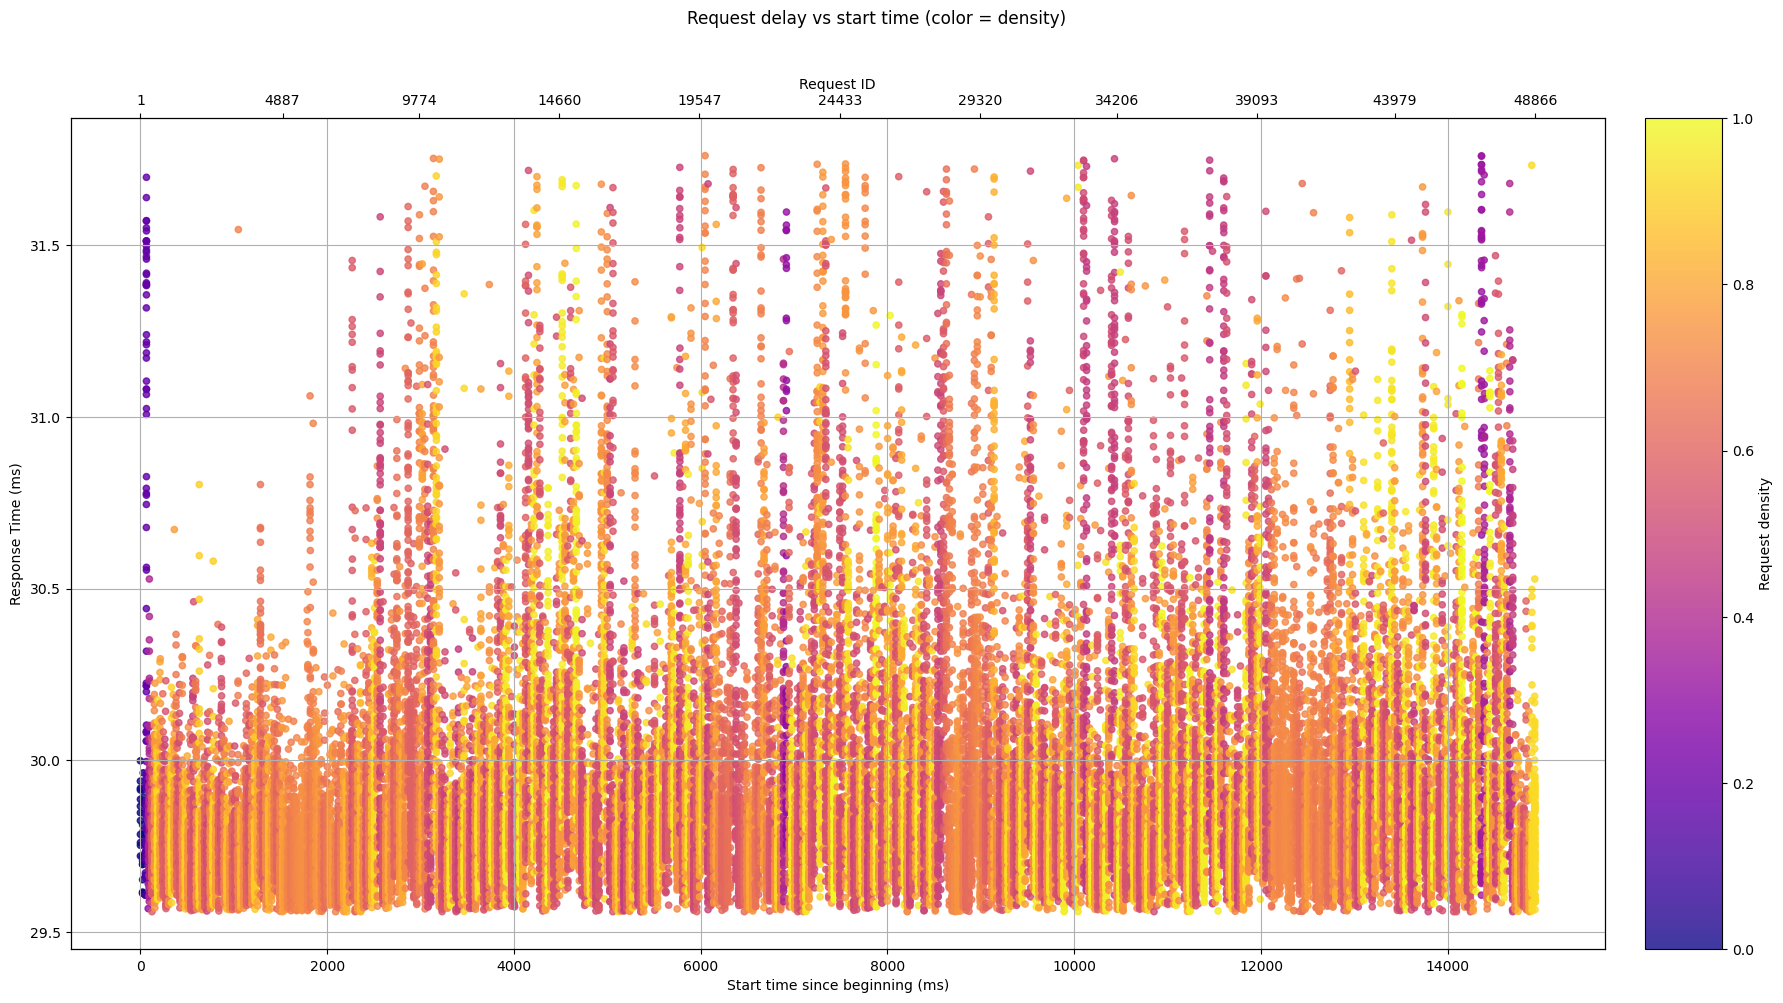 Request delay vs start time (color = density)
Request ID
1 4887 9774 14660 19547 24433 29320 34206 39093 43979 48866
31.5
31.0
30.5
30.0
29.5
Response Time (ms)
0 2000 4000 6000 8000 10000 12000 14000
Start time since beginning (ms)
1.0
0.8
0.6
0.4
0.2
0.0
Request density